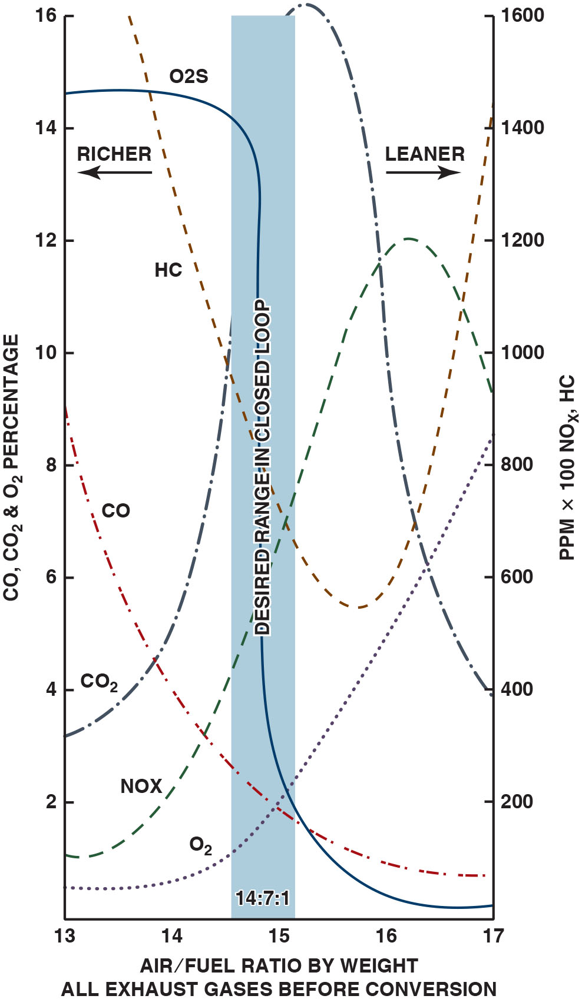 16
1600
O2S
14
1400
RICHER
LEANER
12
1200
HC
10
1000
DESIRED RANGE IN CLOSED LOOP
CO, CO2 & O2 PERCENTAGE
PPM × 100 NOX, HC
8
800
CO
6
600
CO2
4
400
NOX
2
200
O2
14:7:1
13
14
15
16
17
AIR/FUEL RATIO BY WEIGHT
ALL EXHAUST GASES BEFORE CONVERSION